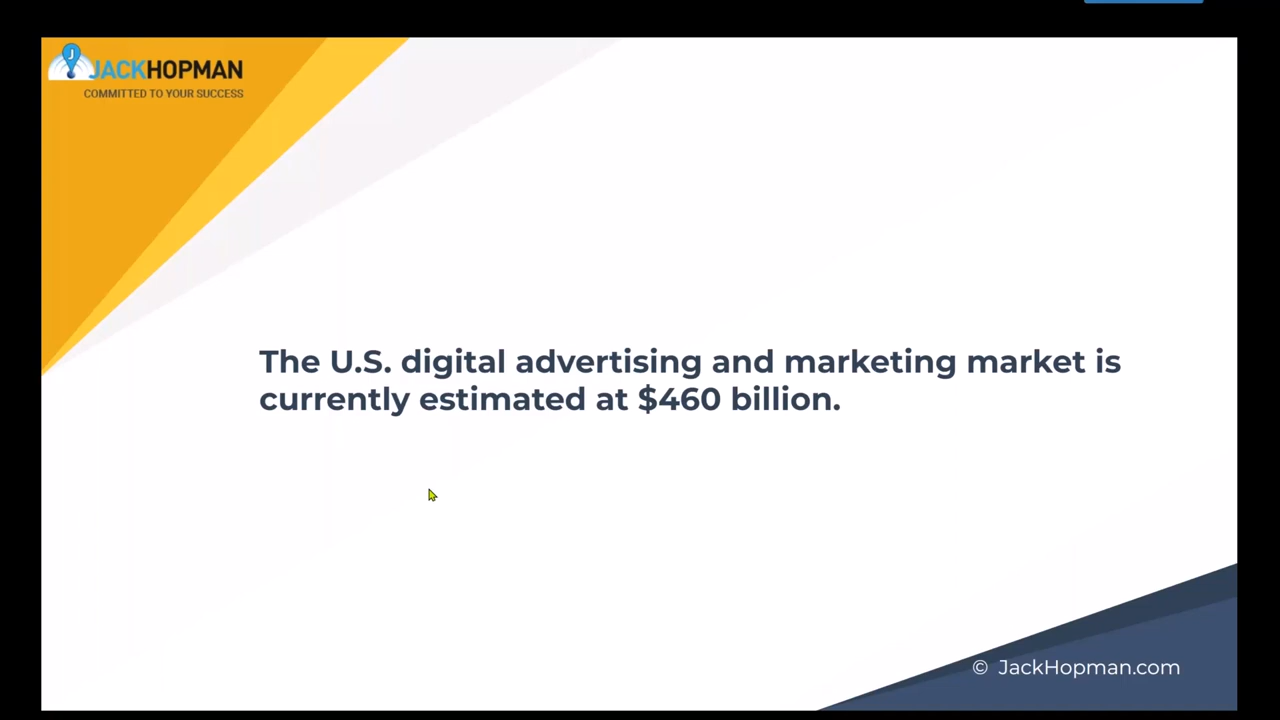 J
JACKHOPMAN
COMMITTED TO YOUR SUCCESS
The U.S. digital advertising and marketing market is
currently estimated at $460 billion.
© JackHopman.com